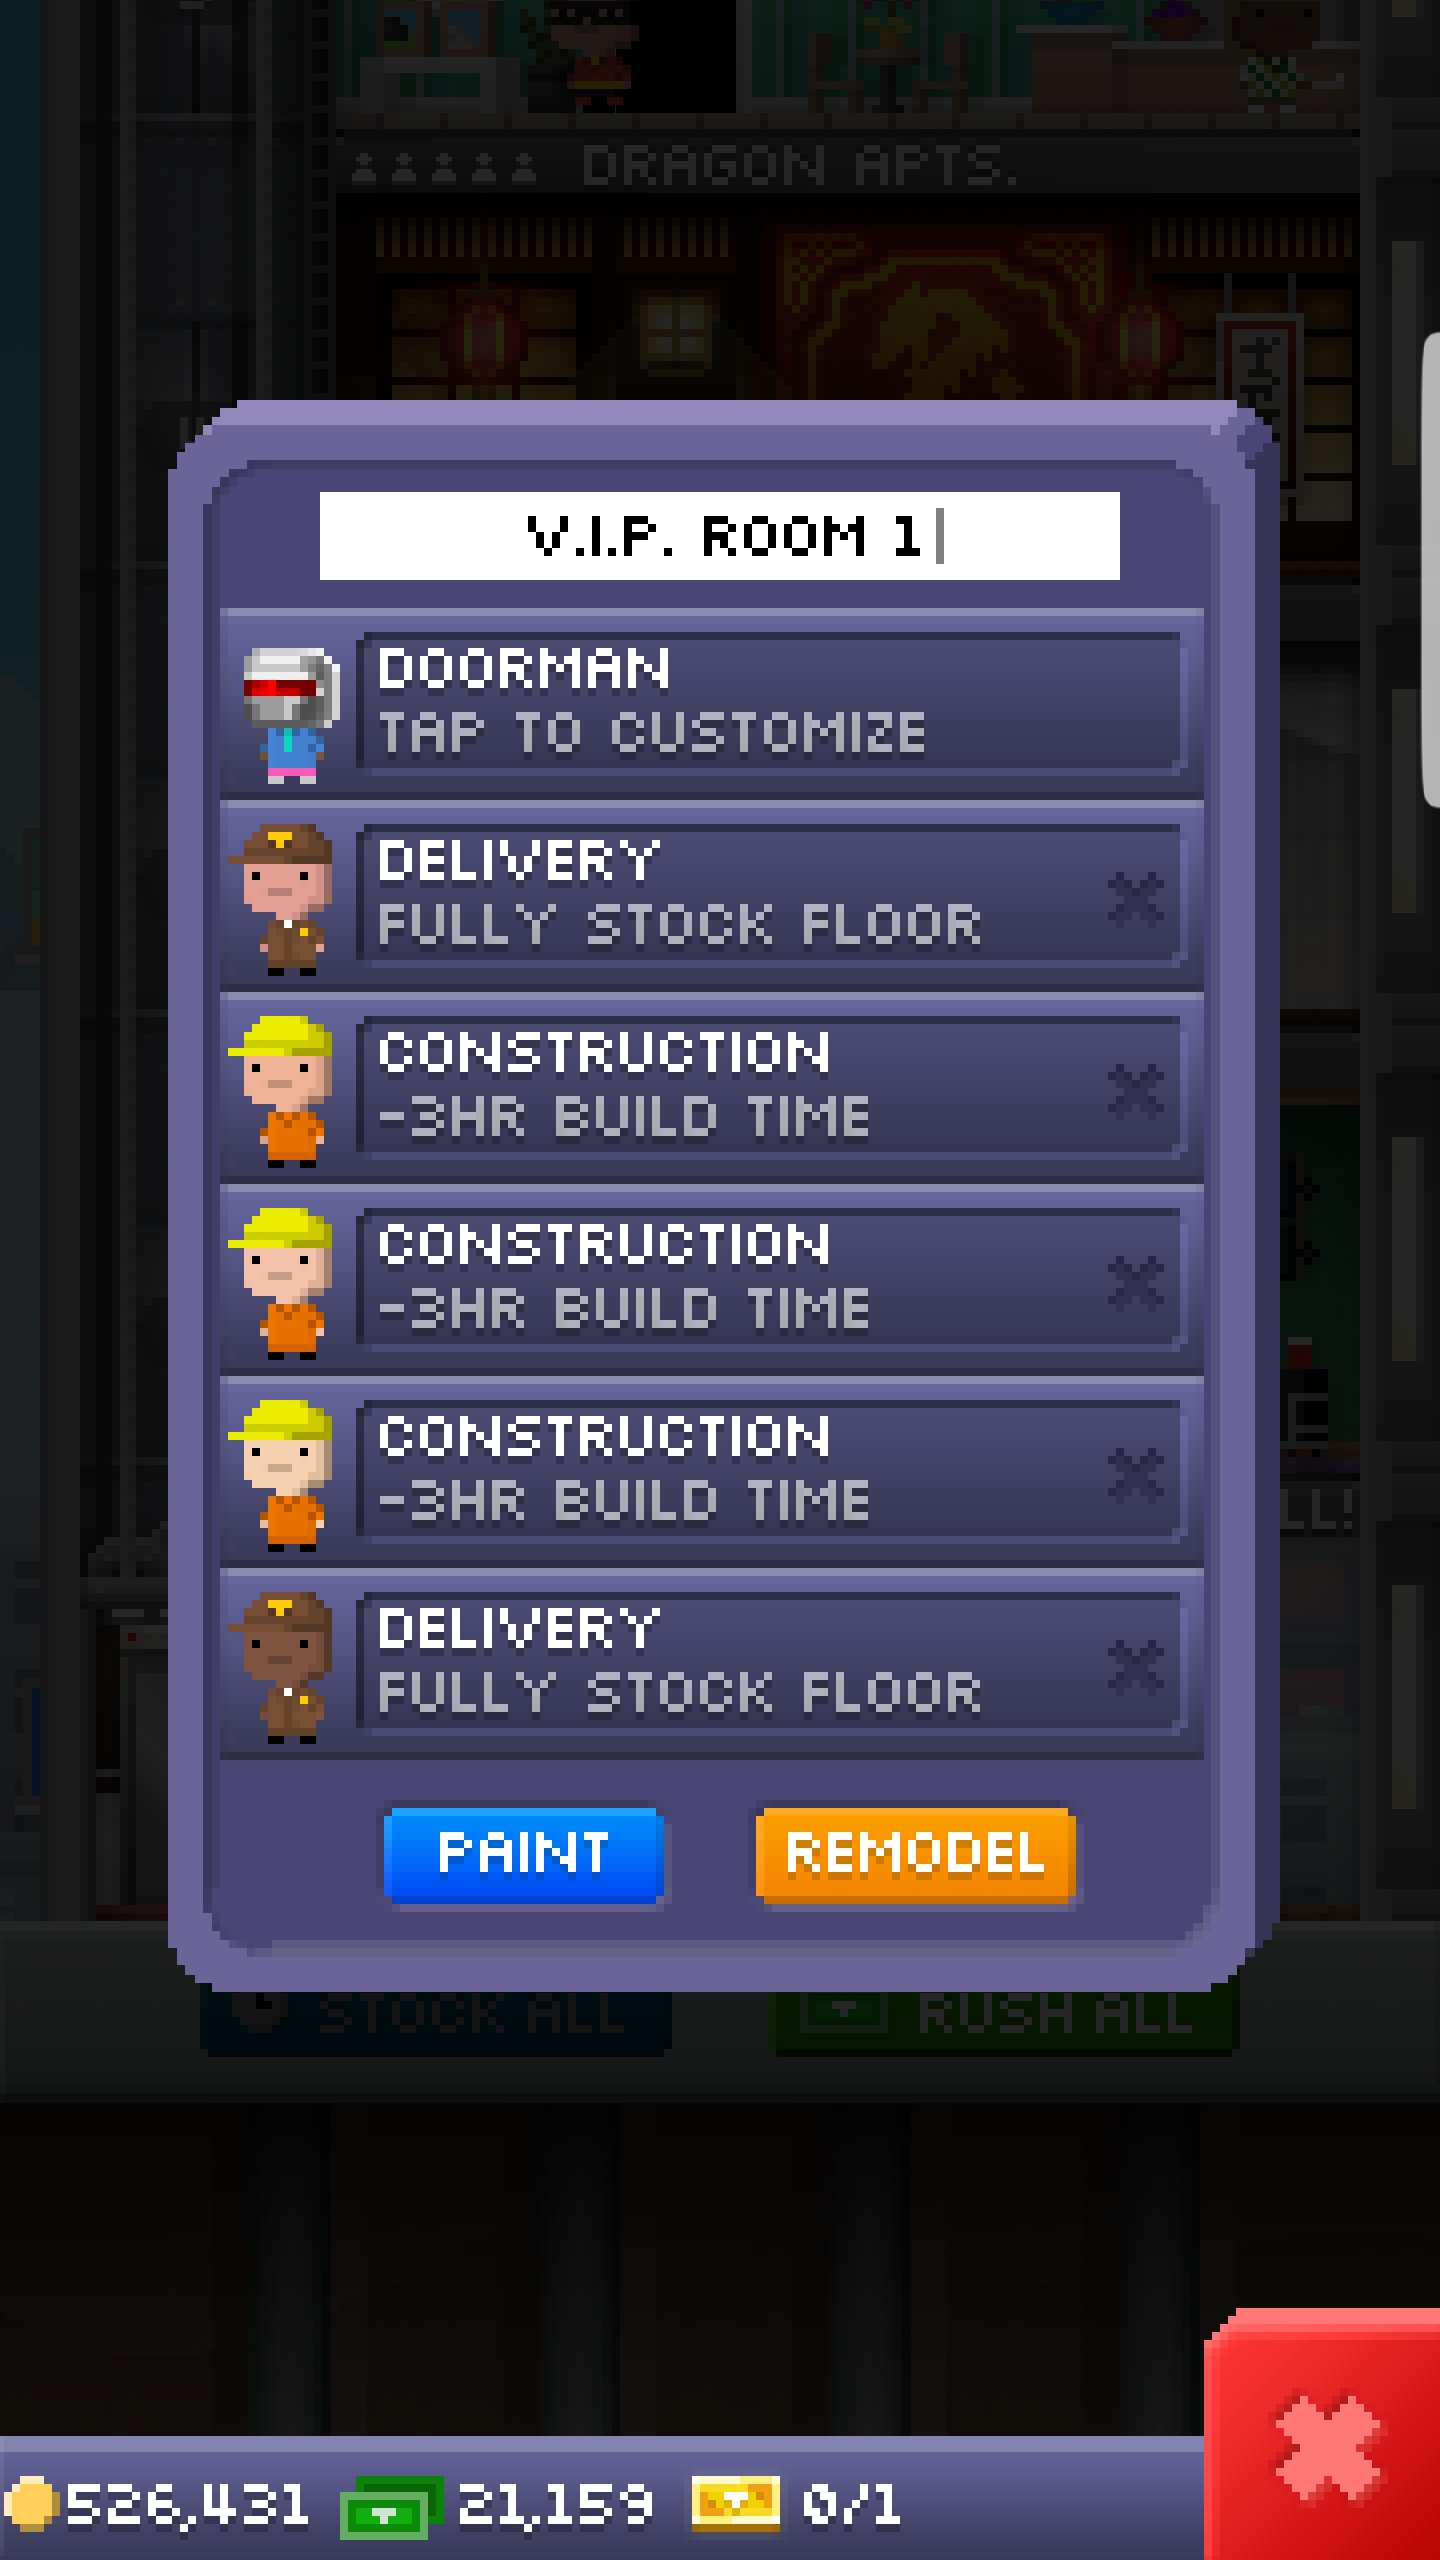 DRAGON APTS.
V.I.P. ROOM 1
DOORMAN
TAP TO CUSTOMIZE
DELIVERY
FULLY STOCK FLOOR
CONSTRUCTION
-3HR BUILD TIME
CONSTRUCTION
-3HR BUILD TIME
CONSTRUCTION
-3HR BUILD TIME
LL!
DELIVERY
FULLY STOCK FLOOR
PAINT
REMODEL
STOCK ALL
RUSH ALL
526,431
21,159
0/1